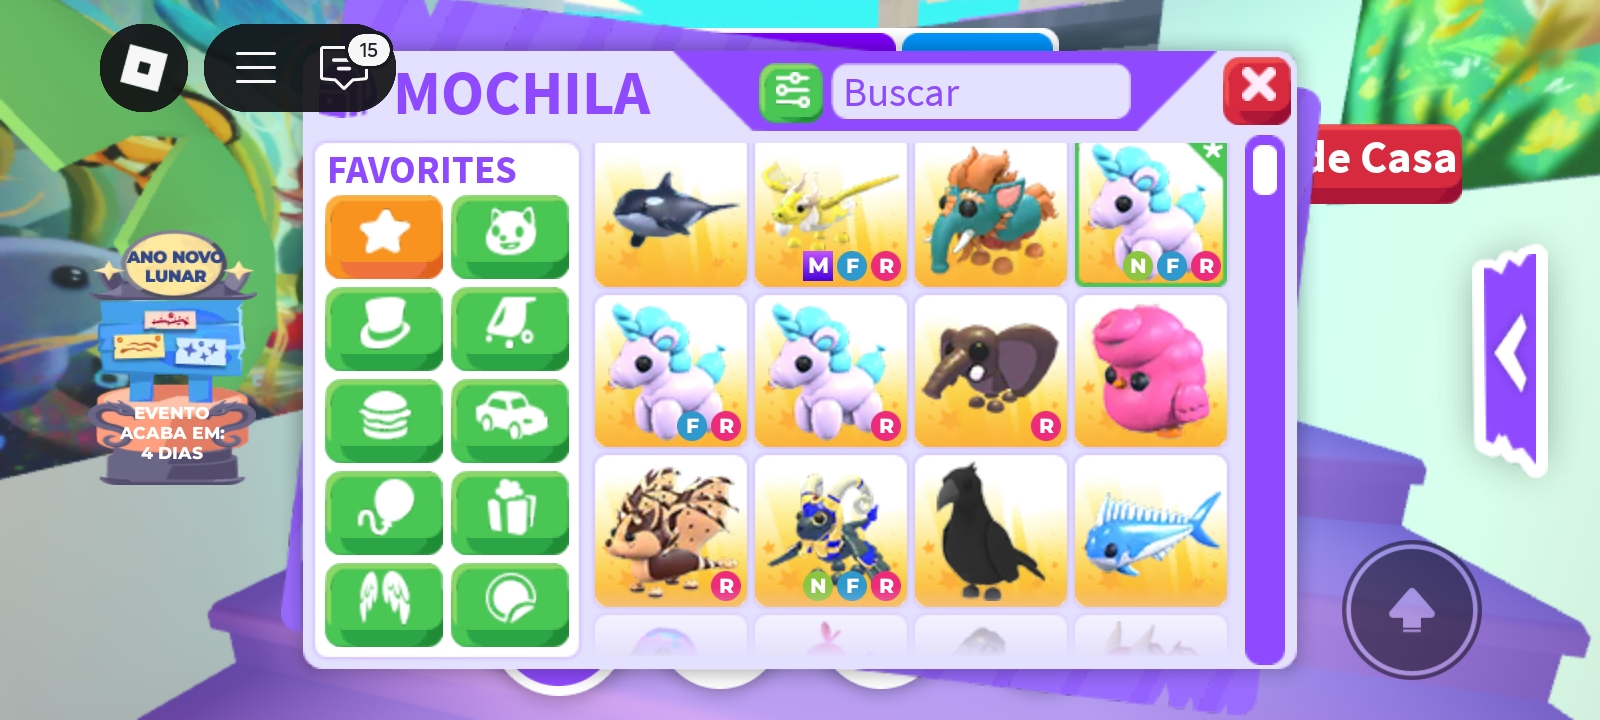 15
MOCHILA
Buscar
FAVORITES
de Casa
ANO NOVO
LUNAR
EVENTO
ACABA EM:
4 DIAS
M F R
N F R
F R
R
R
R
N F R